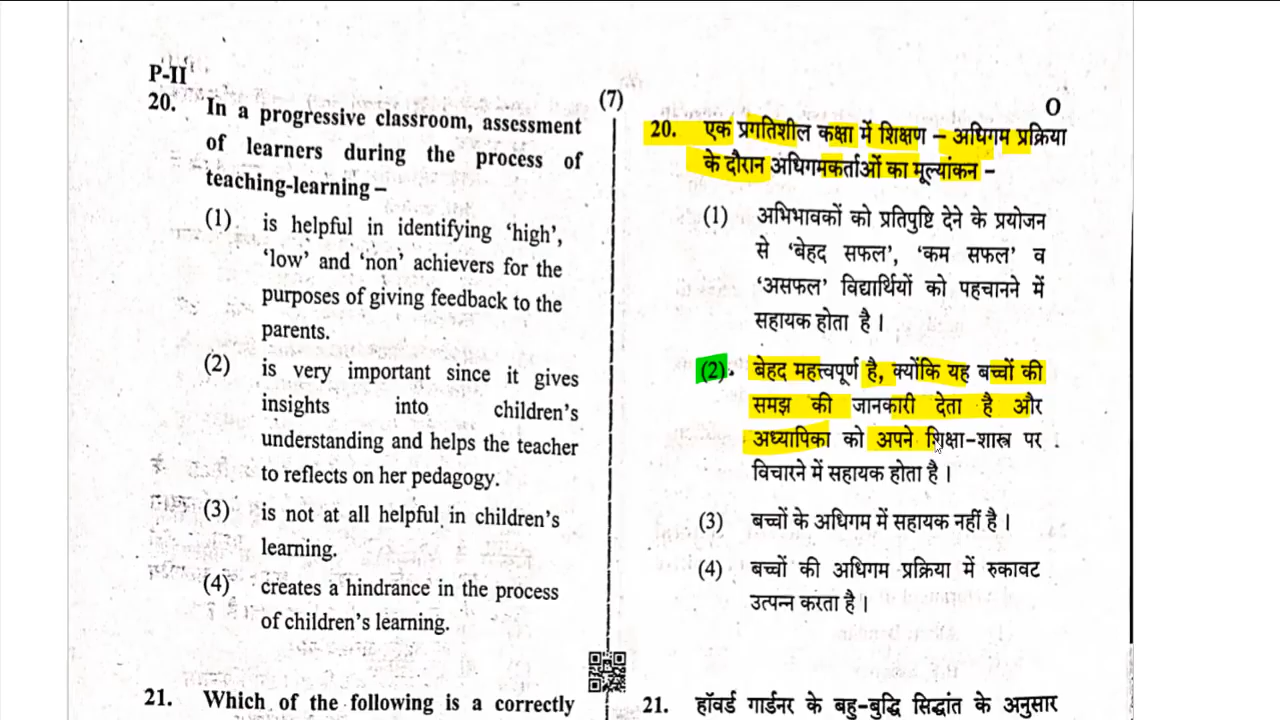 P-II
(7)
O
20. In a progressive classroom, assessment
of learners during the process of
teaching-learning –
(1) is helpful in identifying ‘high’,
‘low’ and ‘non’ achievers for the
purposes of giving feedback to the
parents.
(2) is very important since it gives
insights into children’s
understanding and helps the teacher
to reflects on her pedagogy.
(3) is not at all helpful in children’s
learning.
(4) creates a hindrance in the process
of children’s learning.
21. Which of the following is a correctly
20. एक प्रगतिशील कक्षा में शिक्षण – अधिगम प्रक्रिया
के दौरान अधिगमकर्ताओं का मूल्यांकन –
(1) अभिभावकों को प्रतिपुष्टि देने के प्रयोजन
से ‘बेहद सफल’, ‘कम सफल’ व
‘असफल’ विद्यार्थियों को पहचानने में
सहायक होता है ।
(2) बेहद महत्त्वपूर्ण है, क्योंकि यह बच्चों की
समझ की जानकारी देता है और
अध्यापिका को अपने शिक्षा-शास्त्र पर
विचारने में सहायक होता है ।
(3) बच्चों के अधिगम में सहायक नहीं है ।
(4) बच्चों की अधिगम प्रक्रिया में रुकावट
उत्पन्न करता है ।
21. हॉवर्ड गार्डनर के बहु-बुद्धि सिद्धांत के अनुसार